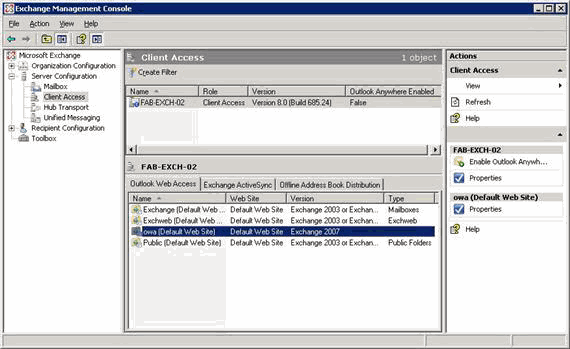 Exchange Management Console
File Action View Help
Microsoft Exchange
Organization Configuration
Server Configuration
Mailbox
Client Access
Hub Transport
Unified Messaging
Recipient Configuration
Toolbox
Client Access 1 object
Create Filter
Name Role Version Outlook Anywhere Enabled
FAB-EXCH-02 Client Access Version 8.0 (Build 685.24) False
FAB-EXCH-02
Outlook Web Access Exchange ActiveSync Offline Address Book Distribution
Name Web Site Version Type
Exchange (Default Web ... Default Web Site Exchange 2003 or Exchan... Mailboxes
Exchweb (Default Web ... Default Web Site Exchange 2003 or Exchan... Exchweb
owa (Default Web Site) Default Web Site Exchange 2007
Public (Default Web Site) Default Web Site Exchange 2003 or Exchan... Public Folders
Actions
Client Access
View
Refresh
Help
FAB-EXCH-02
Enable Outlook Anywh...
Properties
owa (Default Web Site)
Properties
Help